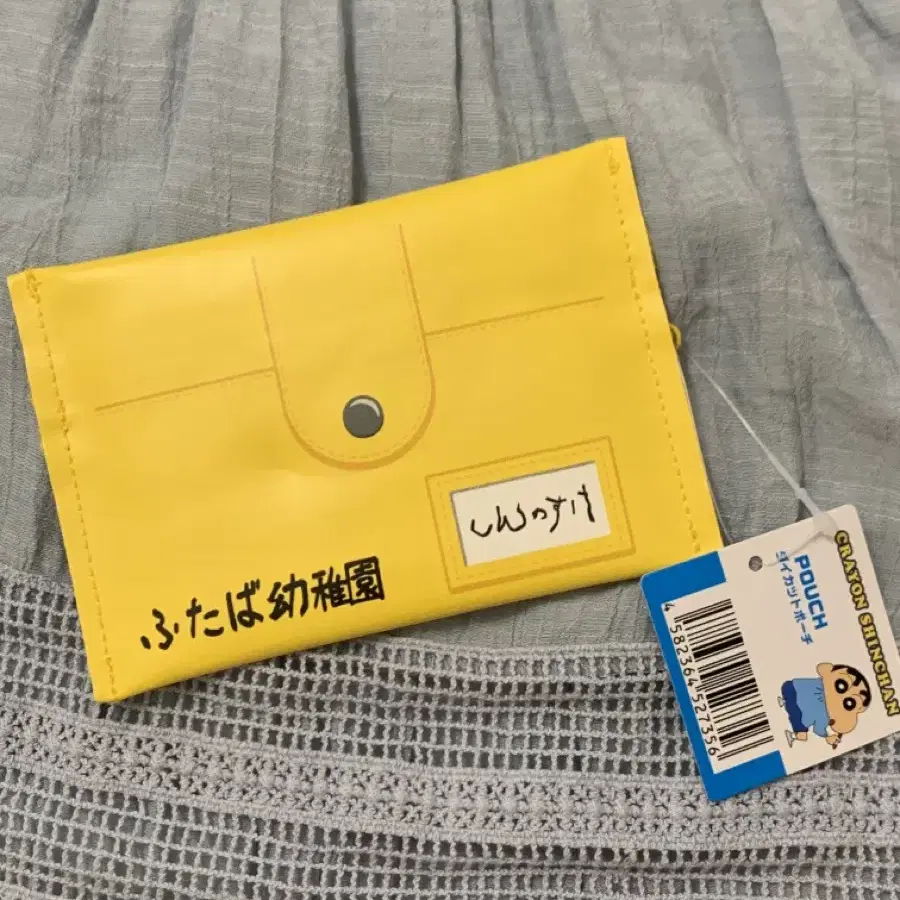 しんのすけ
ふたば幼稚園
CRAYON SHINCHAN
POUCH
ダイカットポーチ
4 582364 527356